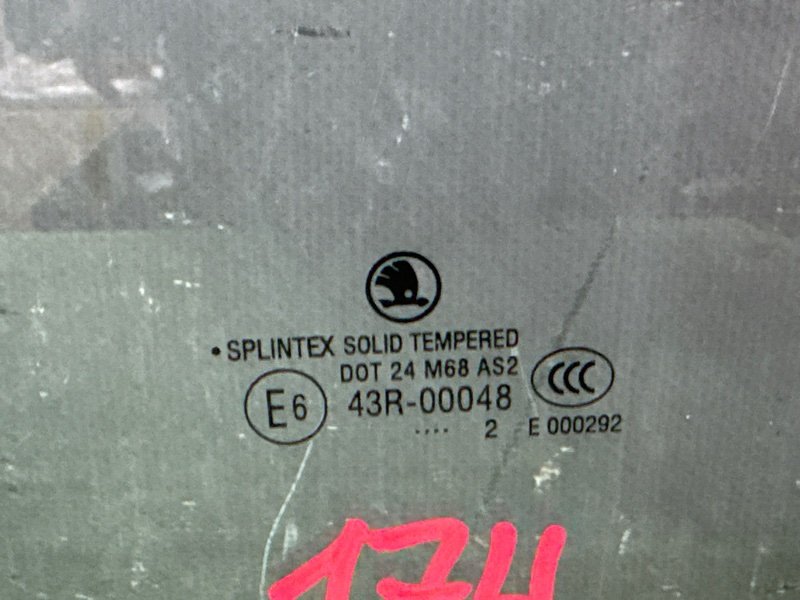 • SPLINTEX SOLID TEMPERED
DOT 24 M68 AS2
CCC
E6 43R-00048
.... 2 E 000292
174